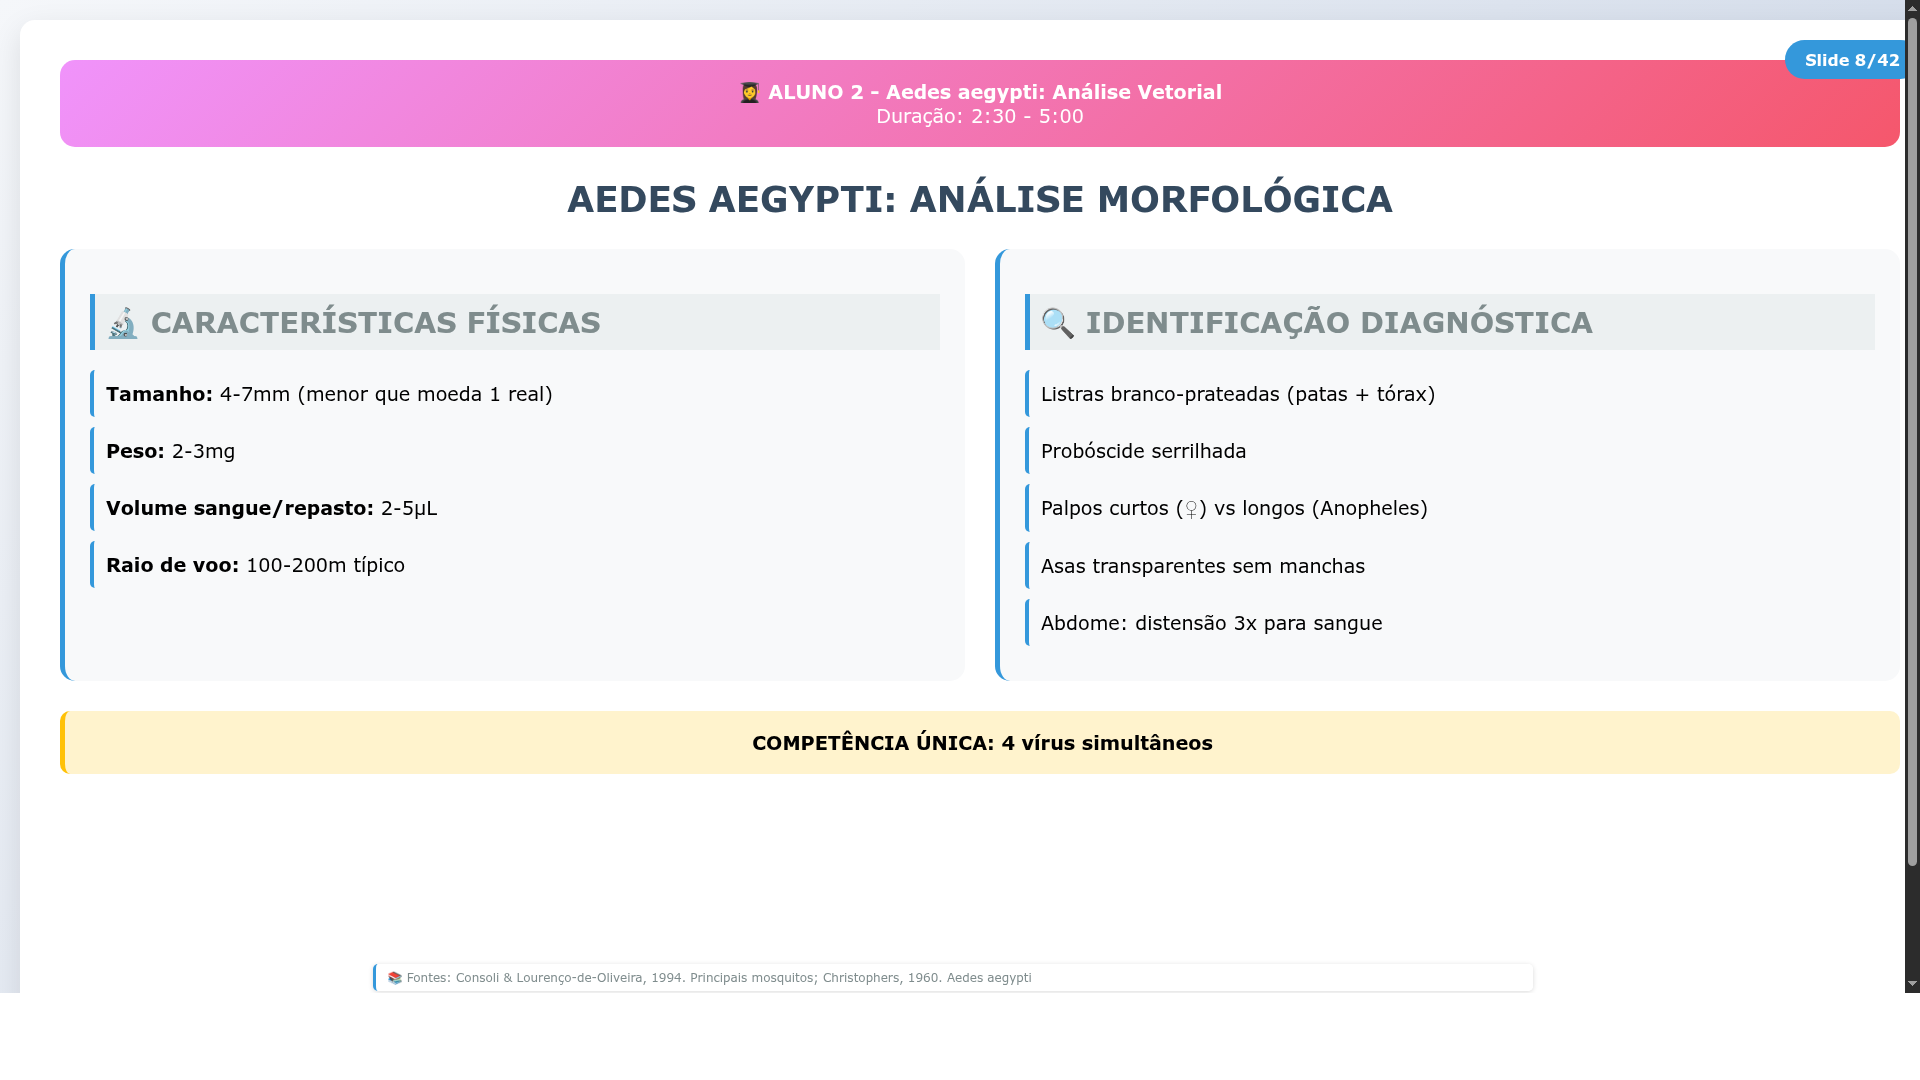 Slide 8/42
👩‍🎓 ALUNO 2 - Aedes aegypti: Análise Vetorial
Duração: 2:30 - 5:00
AEDES AEGYPTI: ANÁLISE MORFOLÓGICA
🔬 CARACTERÍSTICAS FÍSICAS
Tamanho: 4-7mm (menor que moeda 1 real)
Peso: 2-3mg
Volume sangue/repasto: 2-5μL
Raio de voo: 100-200m típico
🔍 IDENTIFICAÇÃO DIAGNÓSTICA
Listras branco-prateadas (patas + tórax)
Probóscide serrilhada
Palpos curtos (♀) vs longos (Anopheles)
Asas transparentes sem manchas
Abdome: distensão 3x para sangue
COMPETÊNCIA ÚNICA: 4 vírus simultâneos
📚 Fontes: Consoli & Lourenço-de-Oliveira, 1994. Principais mosquitos; Christophers, 1960. Aedes aegypti